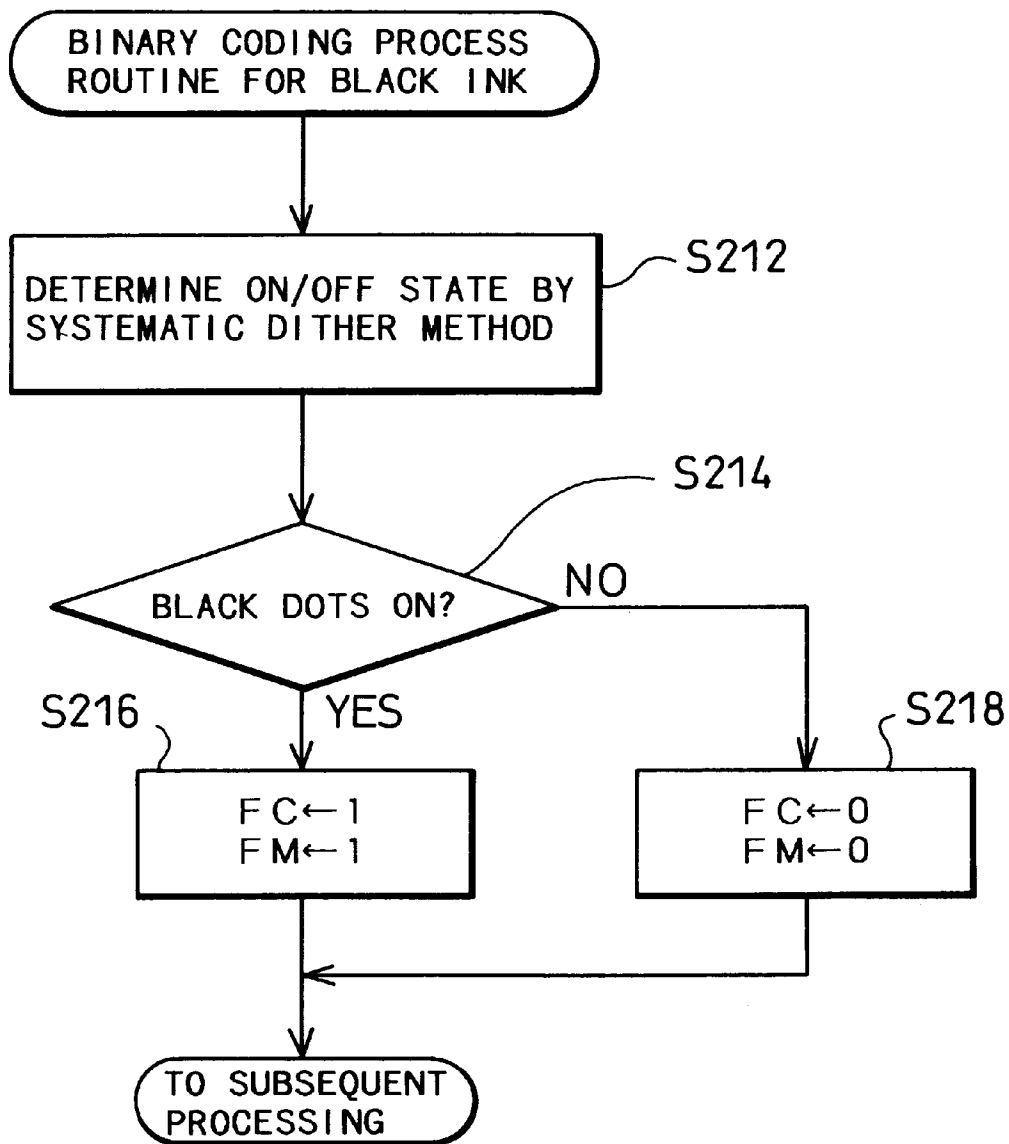 BINARY CODING PROCESS
ROUTINE FOR BLACK INK
S212
DETERMINE ON/OFF STATE BY
SYSTEMATIC DITHER METHOD
S214
BLACK DOTS ON?
NO
YES
S216
S218
FC←1
FM←1
FC←0
FM←0
TO SUBSEQUENT
PROCESSING